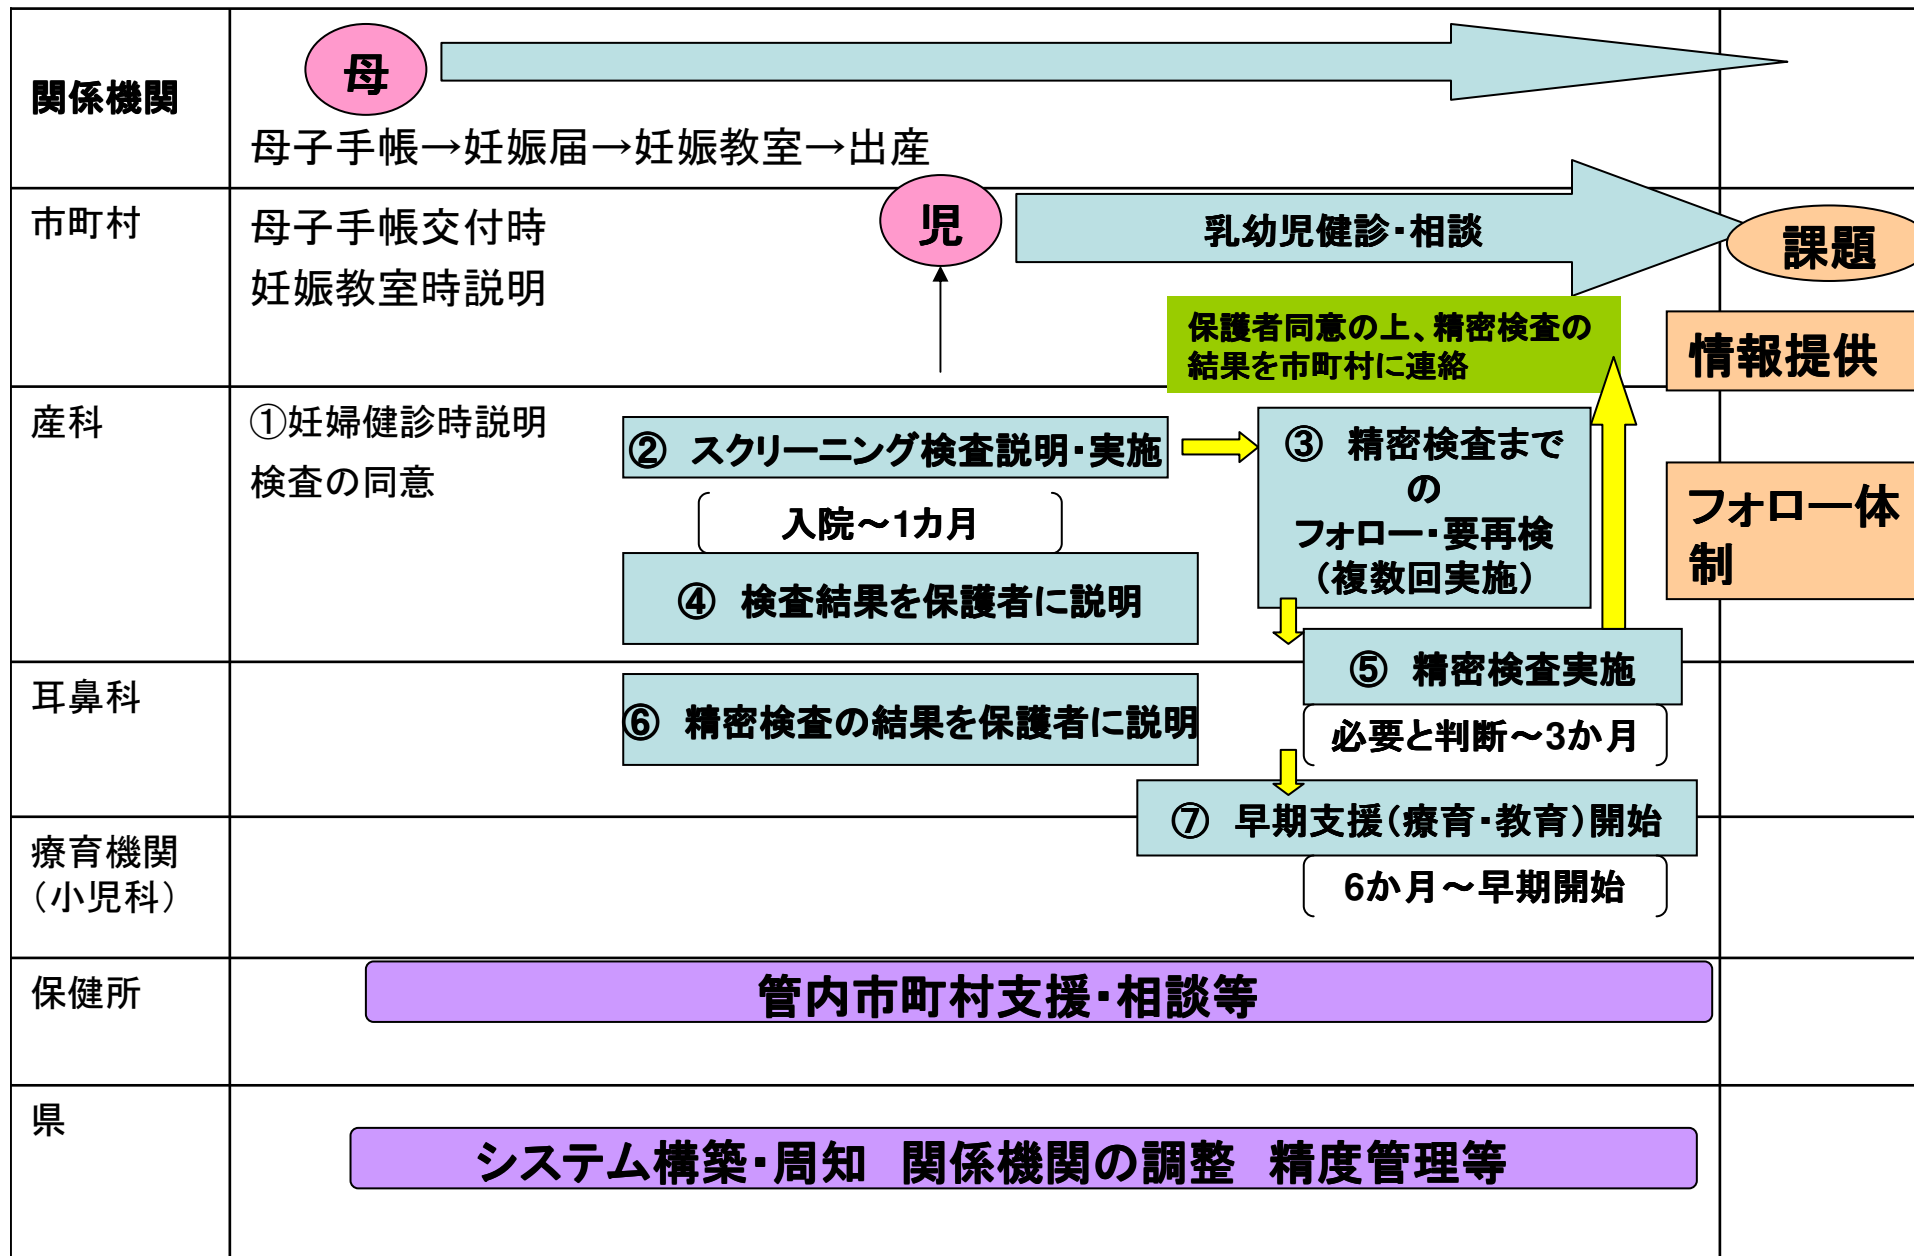 関係機関
母
母子手帳→妊娠届→妊娠教室→出産
市町村
母子手帳交付時
妊娠教室時説明
児
乳幼児健診・相談
課題
保護者同意の上、精密検査の
結果を市町村に連絡
情報提供
産科
①妊婦健診時説明
検査の同意
② スクリーニング検査説明・実施
入院～1カ月
③ 精密検査まで
の
フォロー・要再検
（複数回実施）
フォロー体
制
④ 検査結果を保護者に説明
⑤ 精密検査実施
耳鼻科
⑥ 精密検査の結果を保護者に説明
必要と判断～3か月
⑦ 早期支援（療育・教育）開始
療育機関
（小児科）
6か月～早期開始
保健所
管内市町村支援・相談等
県
システム構築・周知 関係機関の調整 精度管理等